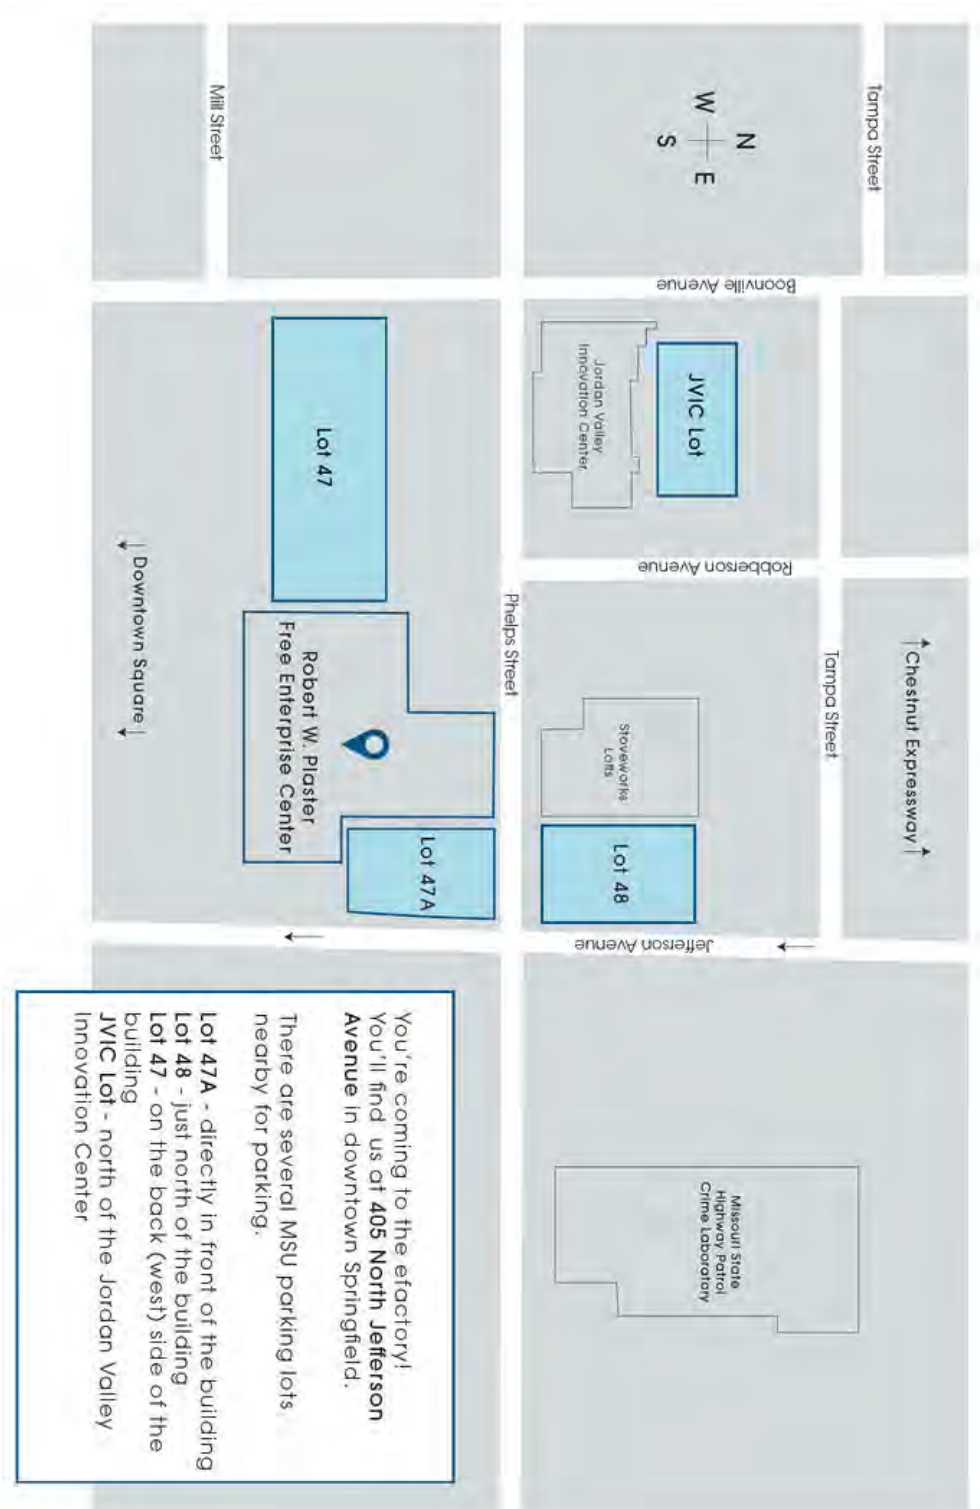 Chestnut Expressway
Tampa Street
Tampa Street
N
W
E
S
Boonville Avenue
JVIC Lot
Jordan Valley
Innovation Center
Robberson Avenue
Stoveworks
Lofts
Lot 48
Jefferson Avenue
Missouri State
Highway Patrol
Crime Laboratory
Phelps Street
Mill Street
Lot 47
Robert W. Plaster
Free Enterprise Center
Lot 47A
Downtown Square
You're coming to the efactory!
You'll find us at 405 North Jefferson
Avenue in downtown Springfield.
There are several MSU parking lots
nearby for parking.
Lot 47A - directly in front of the building
Lot 48 - just north of the building
Lot 47 - on the back (west) side of the
building
JVIC Lot - north of the Jordan Valley
Innovation Center